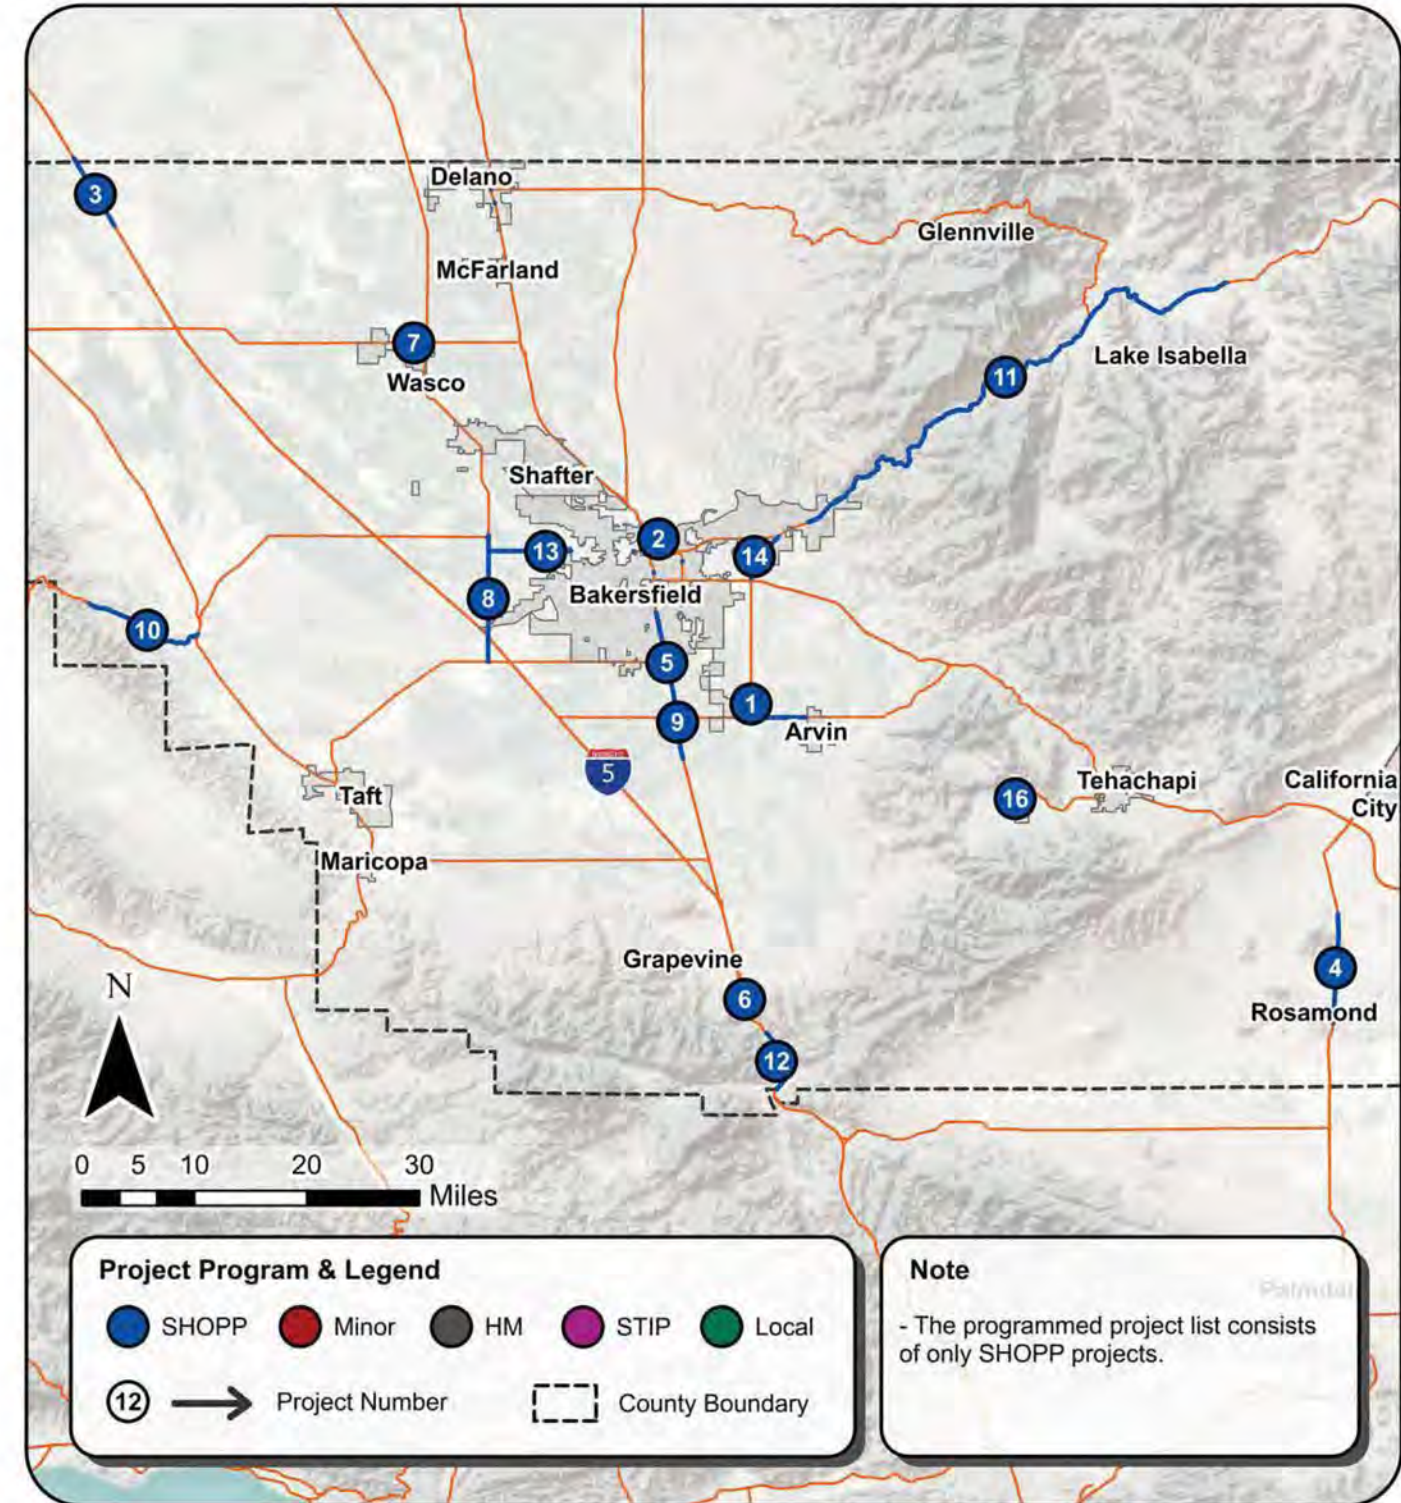 Delano
3
Glennville
McFarland
7
Lake Isabella
11
Wasco
Shafter
2
13
14
8
Bakersfield
10
5
1
9
Arvin
INTERSTATE
5
Tehachapi
California
City
16
Taft
Maricopa
Grapevine
4
6
Rosamond
12
N
0 5 10 20 30
Miles
Project Program & Legend
SHOPP Minor HM STIP Local
12 Project Number County Boundary
Note
Palmdal
- The programmed project list consists
of only SHOPP projects.